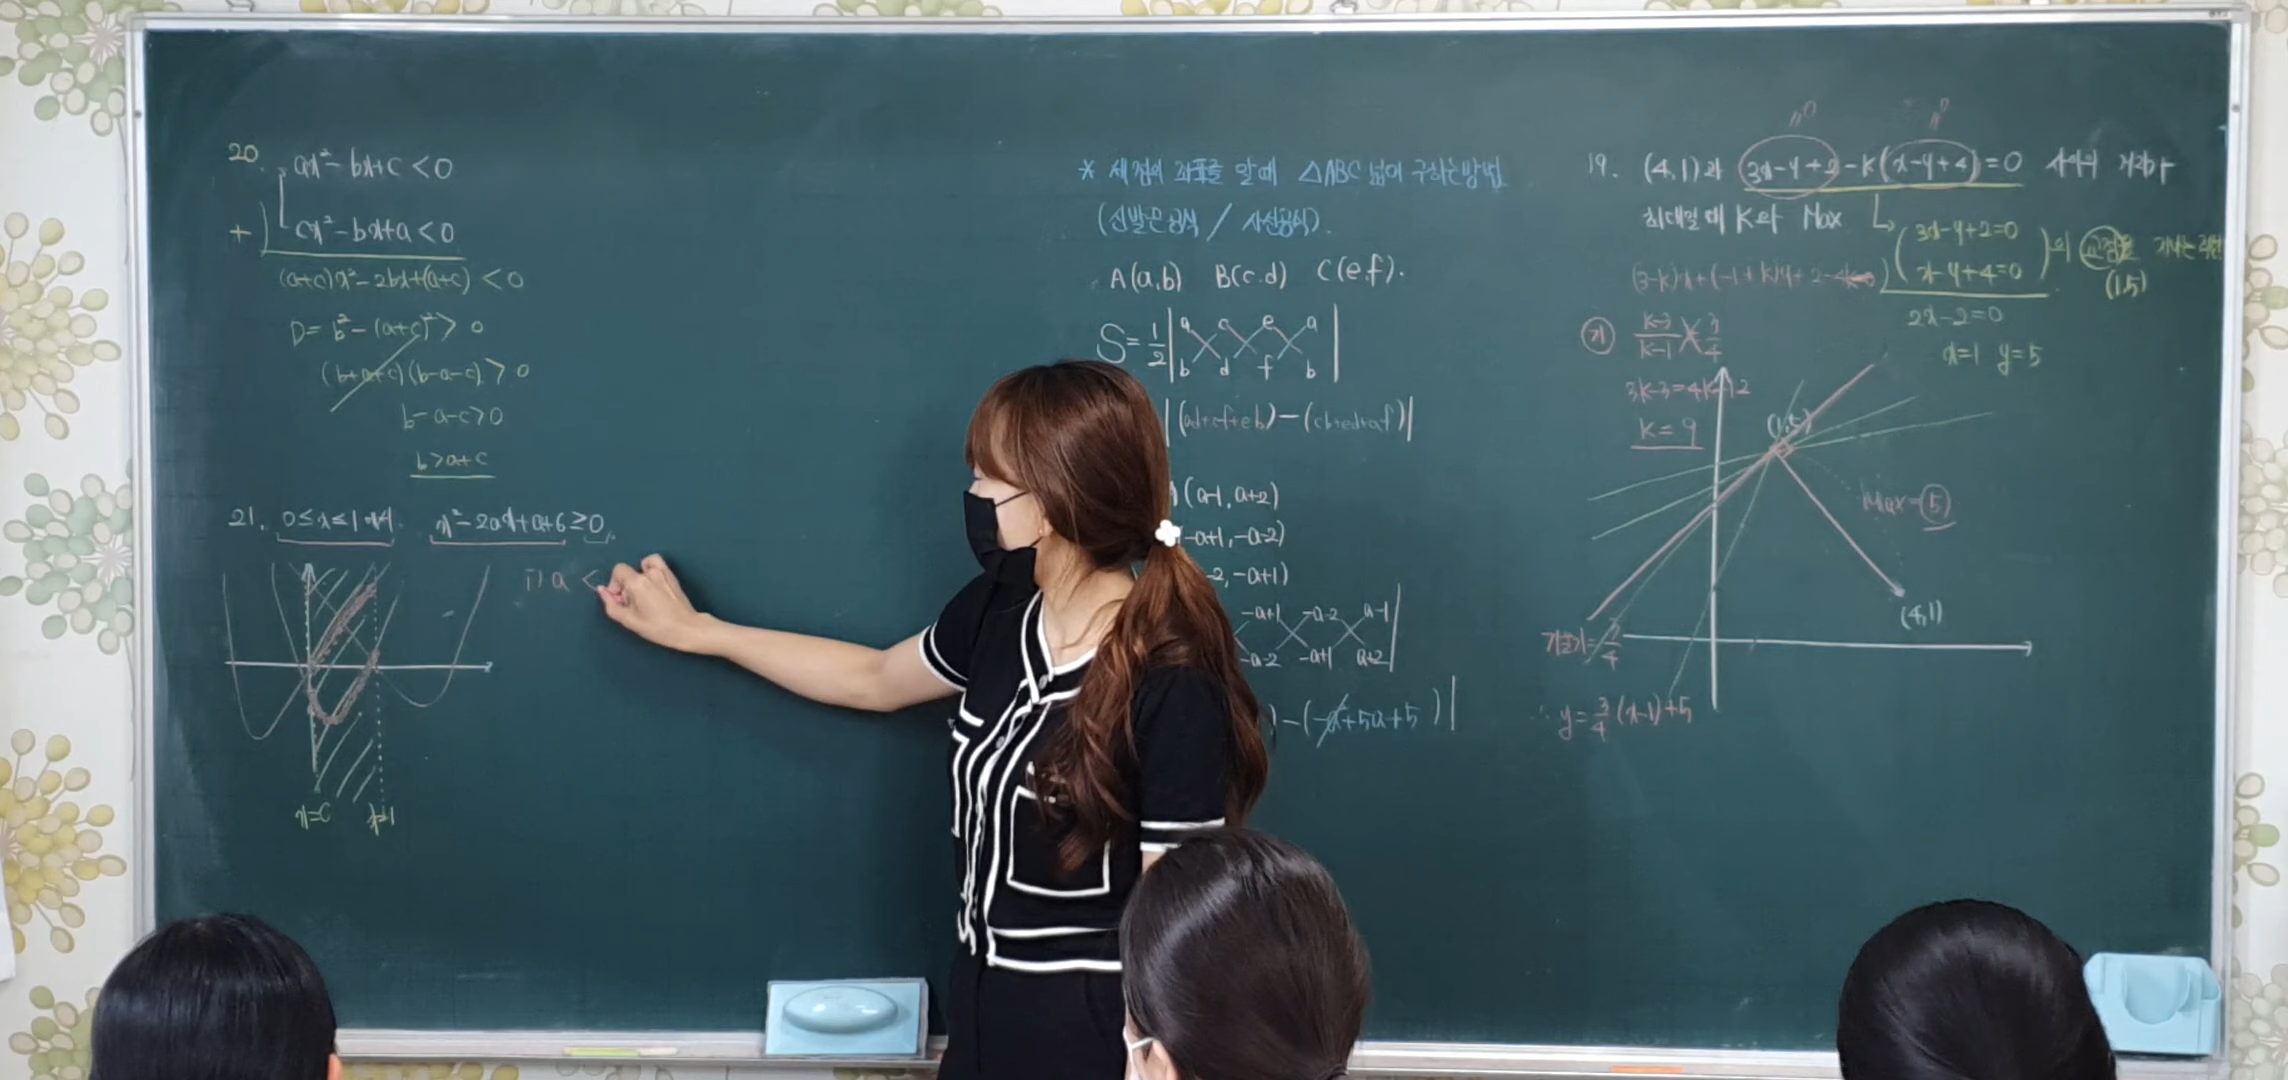 20. ax²-bx+c<0
+) cx²-bx+a<0
(a+c)x²-2bx+(a+c)<0
D= b²-(a+c)²>0
(b+a+c)(b-a-c)>0
b-a-c>0
b>a+c
21. 0≤x≤1 에서 x²-2ax+a+6≥0.
i) a <
x=0 x=1
* 세점의 좌표를 알 때 △ABC 넓이 구하는방법
(신발끈공식 / 사선공식).
A(a,b) B(c.d) C(e,f).
S=1/2 | a c e a
b d f b |
|(ad+cf+eb)-(cb+ed+af)|
(a-1, a+2)
-a+1, -a-2)
-2, -a+1)
-a+1 -a-2 a-1
-a-2 -a+1 a+2
)-(-a²+5a+5)|
19. (4,1)과 3x-y+2-k(x-y+4)=0 사이의 거리가
최대일 때 K와 Max
(3x-y+2=0
x-y+4=0)의 교점을 지나는 직선
(1,5)
2x-2=0
x=1 y=5
(3-k)x+(-1+k)y+2-4k=0
기 k-3/k-1 3/4
3k-3=4k-12
k=9
(1,5)
Max=5
(4,1)
기울기=3/4
∴ y=3/4(x-1)+5